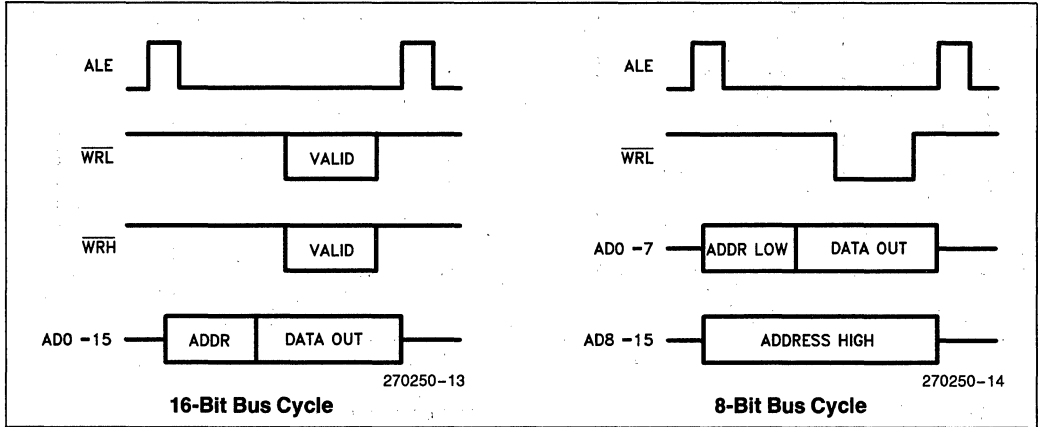 ALE
WRL
VALID
WRH
VALID
AD0 -15
ADDR
DATA OUT
270250-13
16-Bit Bus Cycle
ALE
WRL
AD0 -7
ADDR LOW
DATA OUT
AD8 -15
ADDRESS HIGH
270250-14
8-Bit Bus Cycle